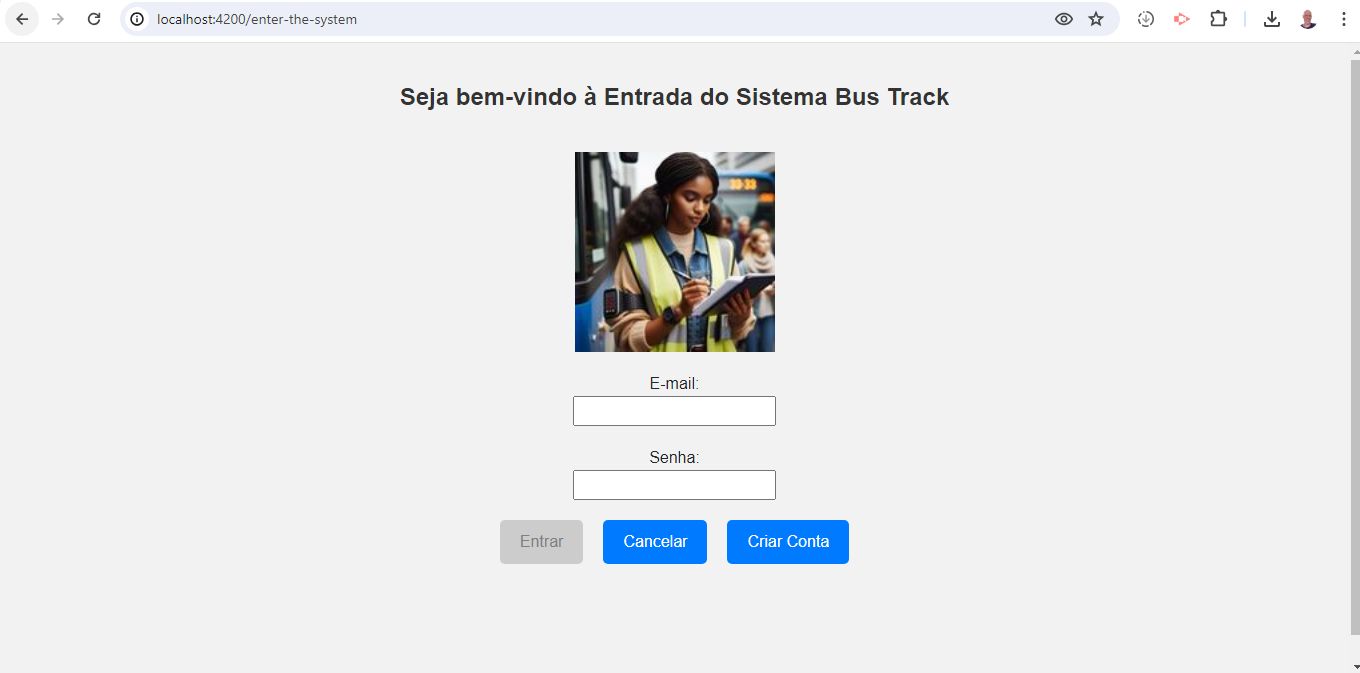 localhost:4200/enter-the-system
Seja bem-vindo à Entrada do Sistema Bus Track
E-mail:
Senha:
Entrar
Cancelar
Criar Conta